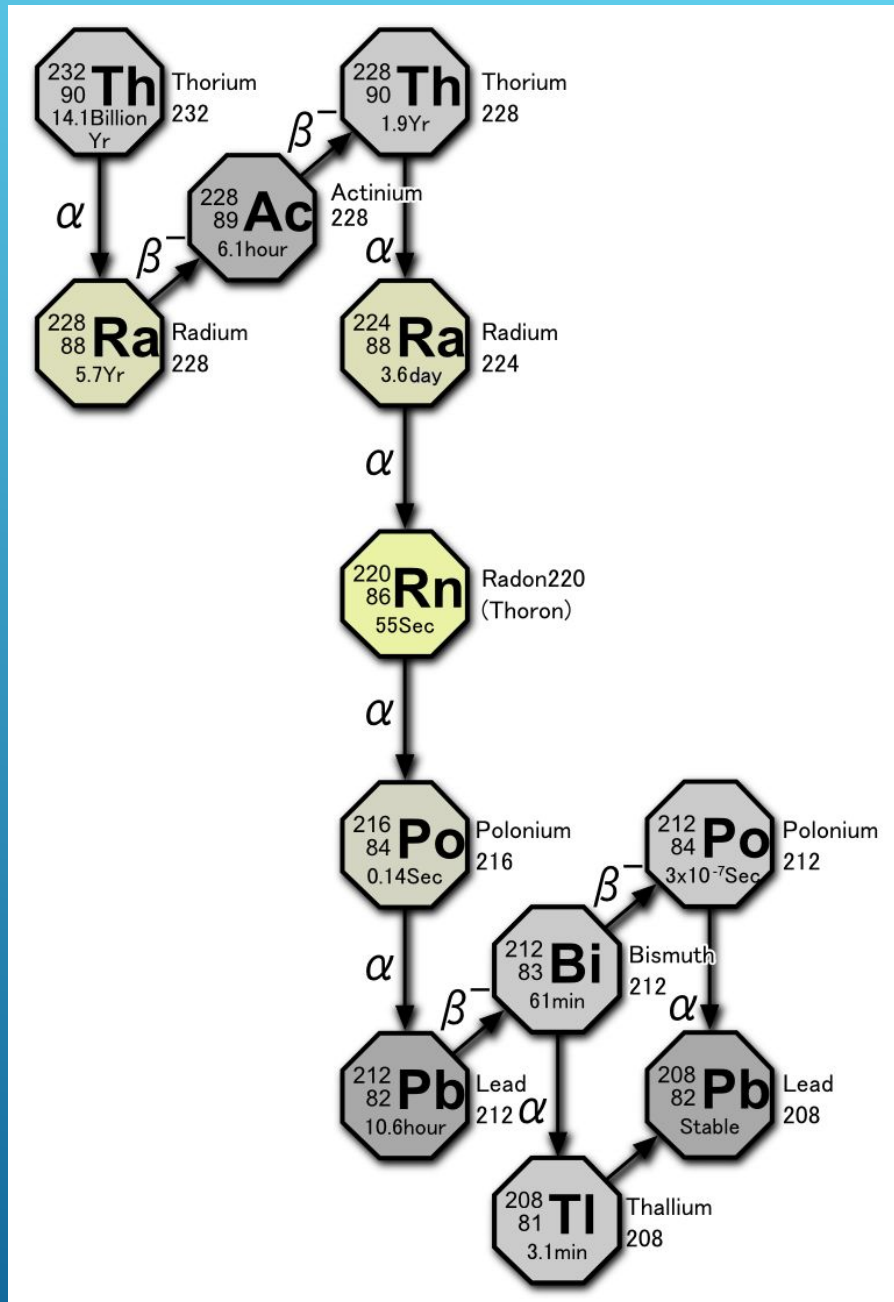 232
90 Th
14.1Billion
Yr
Thorium
232
α
228
88 Ra
5.7Yr
Radium
228
β⁻
228
89 Ac
6.1hour
Actinium
228
β⁻
228
90 Th
1.9Yr
Thorium
228
α
224
88 Ra
3.6day
Radium
224
α
220
86 Rn
55Sec
Radon220
(Thoron)
α
216
84 Po
0.14Sec
Polonium
216
α
212
82 Pb
10.6hour
Lead
212
β⁻
212
83 Bi
61min
Bismuth
212
β⁻
212
84 Po
3x10⁻⁷Sec
Polonium
212
α
208
82 Pb
Stable
Lead
208
α
208
81 Tl
3.1min
Thallium
208